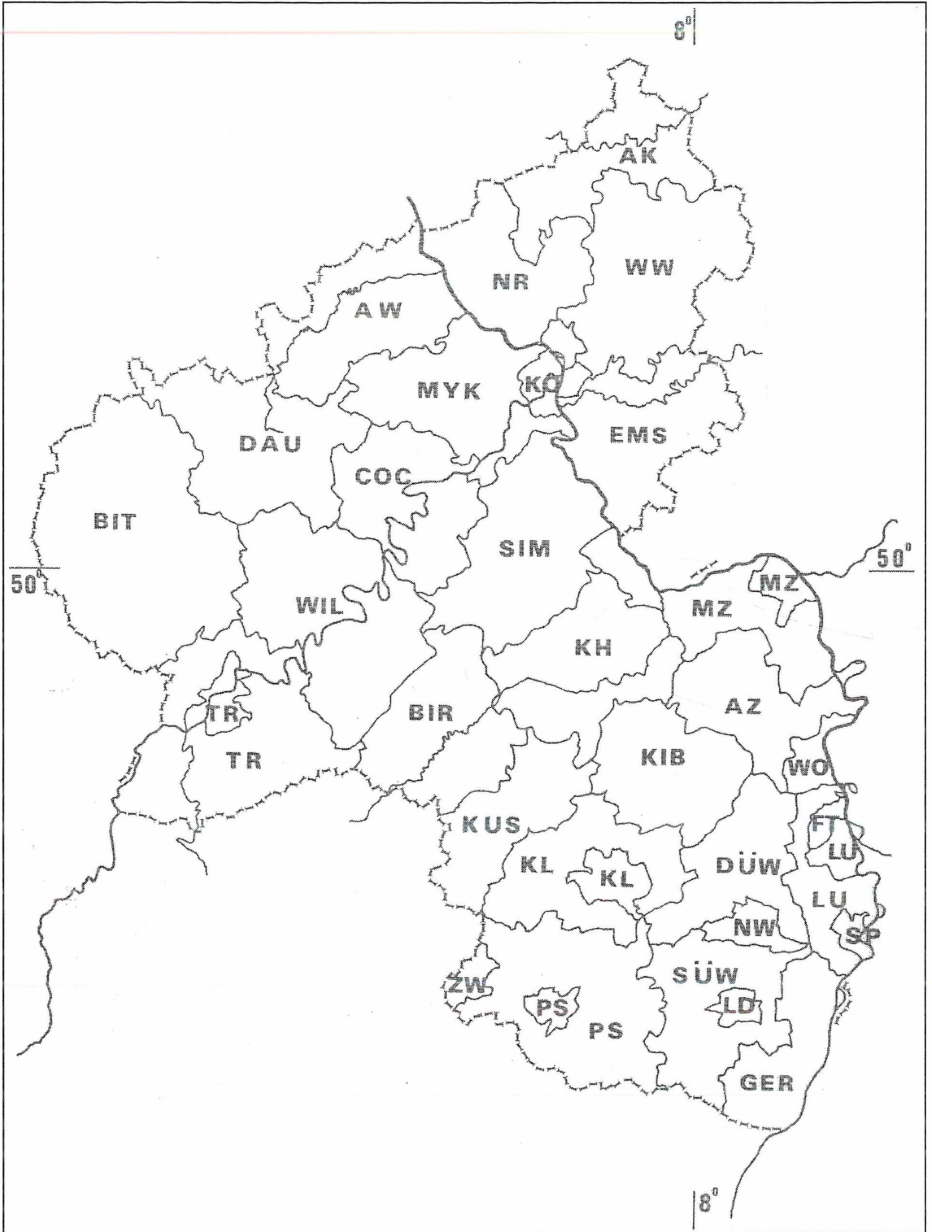 8°
AK
WW
NR
AW
KO
MYK
EMS
DAU
COC
BIT
SIM
50°
50°
MZ
WIL
MZ
KH
TR
BIR
AZ
TR
KIB
WO
KUS
FT
LU
KL
KL
DÜW
LU
NW
SP
SÜW
ZW
PS
LD
PS
GER
8°